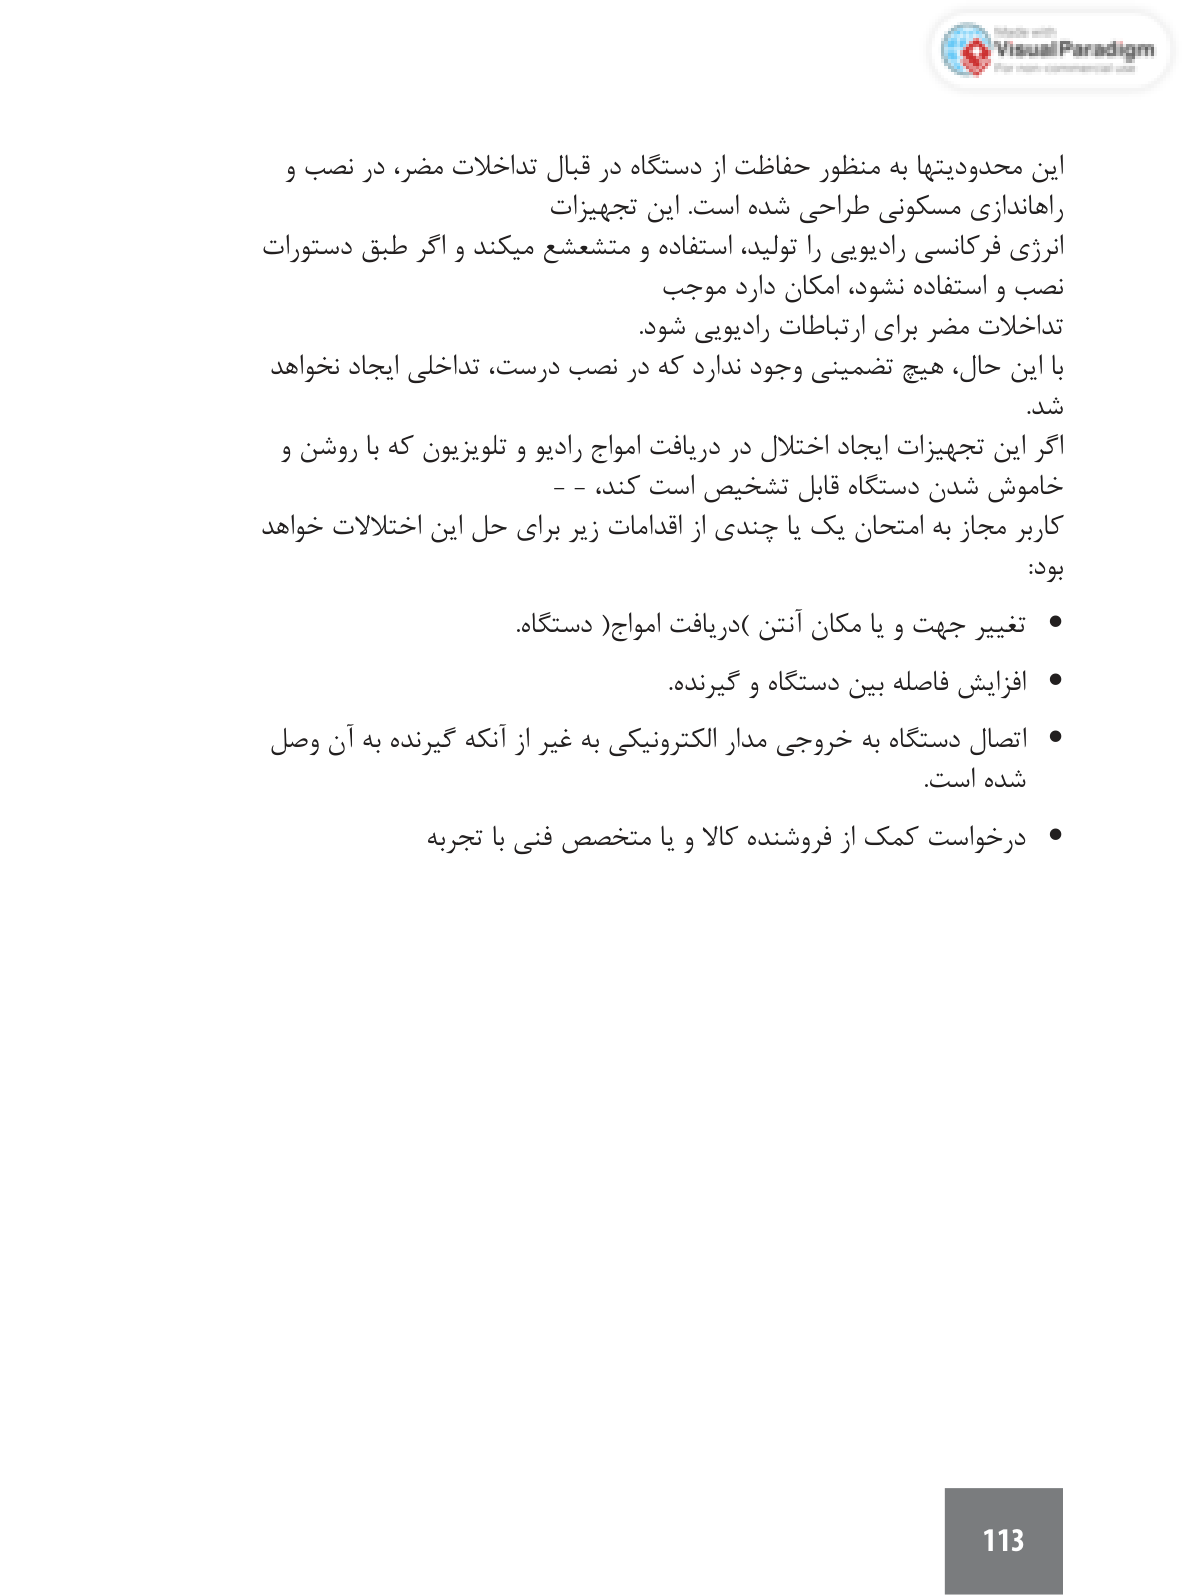 Made with
Visual Paradigm
For non-commercial use
این محدودیتها به منظور حفاظت از دستگاه در قبال تداخلات مضر، در نصب و
راهاندازی مسکونی طراحی شده است. این تجهیزات
انرژی فرکانسی رادیویی را تولید، استفاده و متشعشع میکند و اگر طبق دستورات
نصب و استفاده نشود، امکان دارد موجب
تداخلات مضر برای ارتباطات رادیویی شود.
با این حال، هیچ تضمینی وجود ندارد که در نصب درست، تداخلی ایجاد نخواهد
شد.
اگر این تجهیزات ایجاد اختلال در دریافت امواج رادیو و تلویزیون که با روشن و
خاموش شدن دستگاه قابل تشخیص است کند، - -
کاربر مجاز به امتحان یک یا چندی از اقدامات زیر برای حل این اختلالات خواهد
بود:
• تغییر جهت و یا مکان آنتن )دریافت امواج( دستگاه.
• افزایش فاصله بین دستگاه و گیرنده.
• اتصال دستگاه به خروجی مدار الکترونیکی به غیر از آنکه گیرنده به آن وصل
شده است.
• درخواست کمک از فروشنده کالا و یا متخصص فنی با تجربه
113